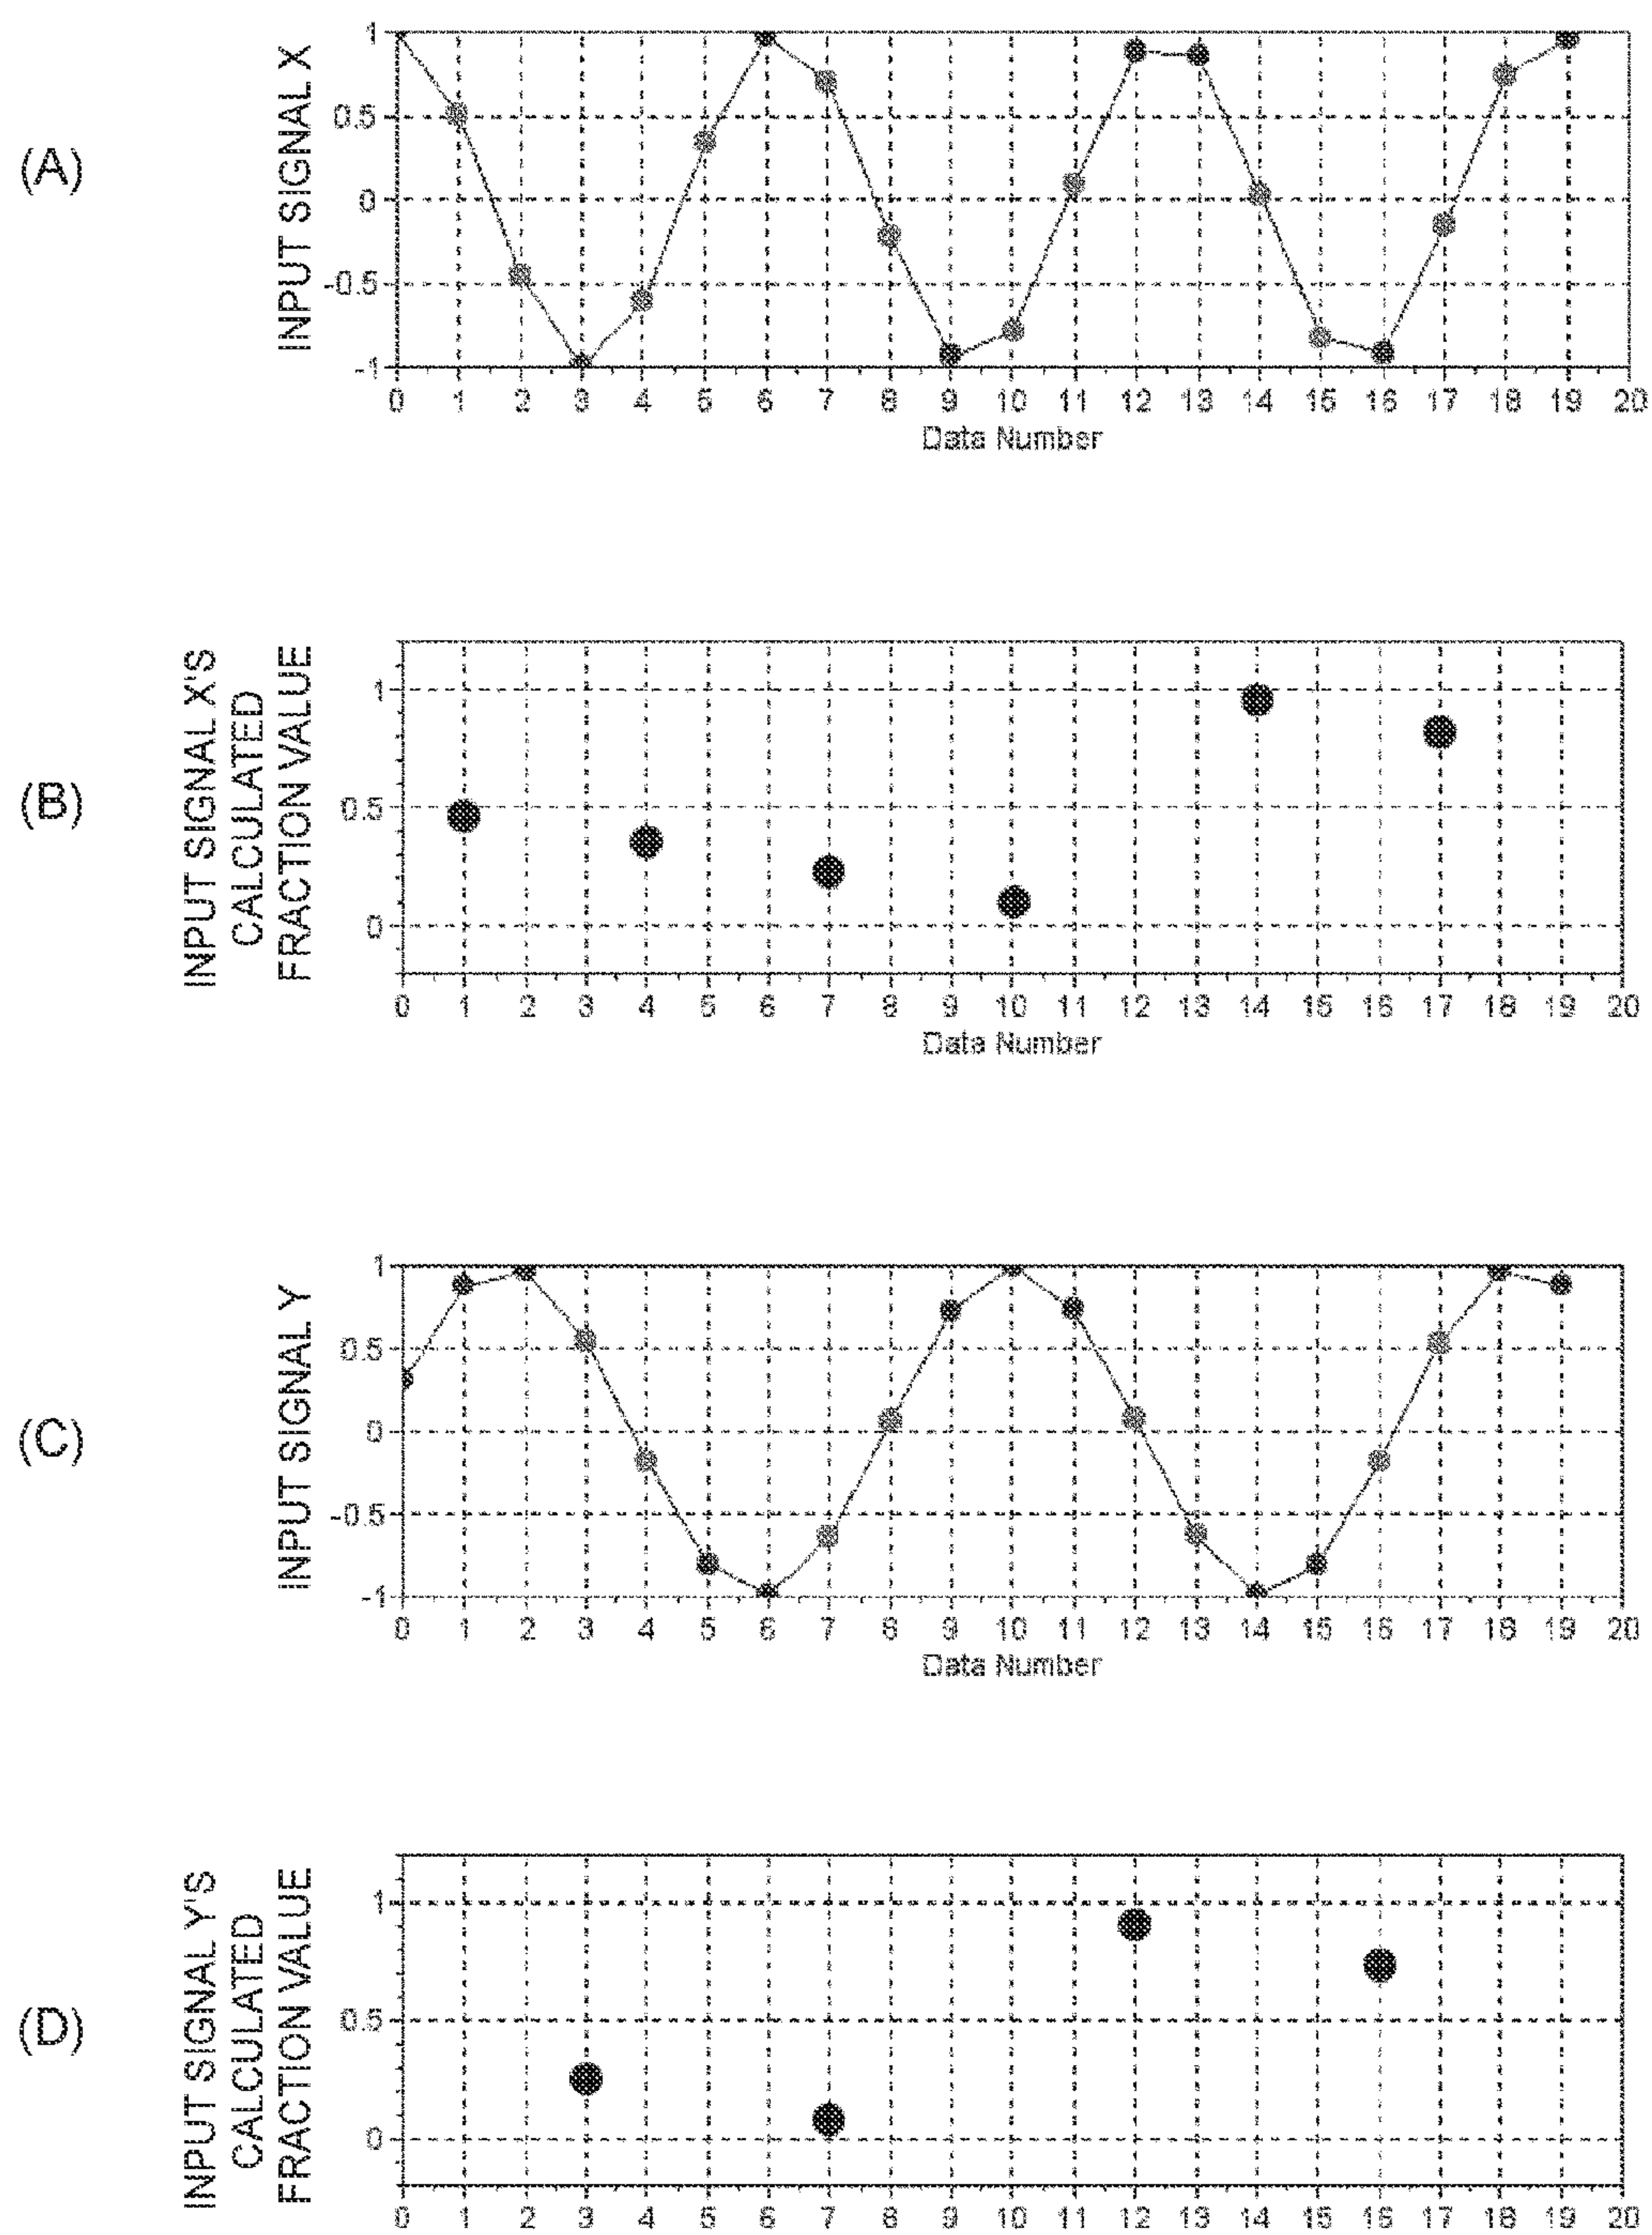 (A)
INPUT SIGNAL X
1
0.5
0
-0.5
-1
0 1 2 3 4 5 6 7 8 9 10 11 12 13 14 15 16 17 18 19 20
Data Number
(B)
INPUT SIGNAL X'S
CALCULATED
FRACTION VALUE
1
0.5
0
0 1 2 3 4 5 6 7 8 9 10 11 12 13 14 15 16 17 18 19 20
Data Number
(C)
INPUT SIGNAL Y
1
0.5
0
-0.5
-1
0 1 2 3 4 5 6 7 8 9 10 11 12 13 14 15 16 17 18 19 20
Data Number
(D)
INPUT SIGNAL Y'S
CALCULATED
FRACTION VALUE
1
0.5
0
0 1 2 3 4 5 6 7 8 9 10 11 12 13 14 15 16 17 18 19 20